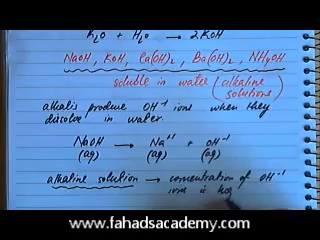 K₂O + H₂O → 2KOH
NaOH, KOH, Ca(OH)₂, Ba(OH)₂, NH₄OH
soluble in water (alkaline solutions)
alkalis produce OH⁻¹ ions when they
dissolve in water.
NaOH → Na⁺¹ + OH⁻¹
(aq) (aq) (aq)
alkaline solution → concentration of OH⁻¹
ions is
www.fahadsacademy.com